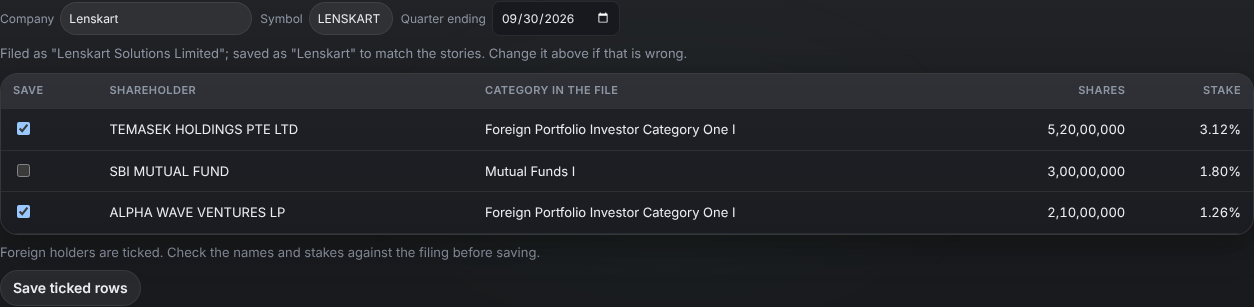 Company Lenskart Symbol LENSKART Quarter ending 09/30/2026
Filed as "Lenskart Solutions Limited"; saved as "Lenskart" to match the stories. Change it above if that is wrong.
SAVE SHAREHOLDER CATEGORY IN THE FILE SHARES STAKE
TEMASEK HOLDINGS PTE LTD Foreign Portfolio Investor Category One I 5,20,00,000 3.12%
SBI MUTUAL FUND Mutual Funds I 3,00,00,000 1.80%
ALPHA WAVE VENTURES LP Foreign Portfolio Investor Category One I 2,10,00,000 1.26%
Foreign holders are ticked. Check the names and stakes against the filing before saving.
Save ticked rows